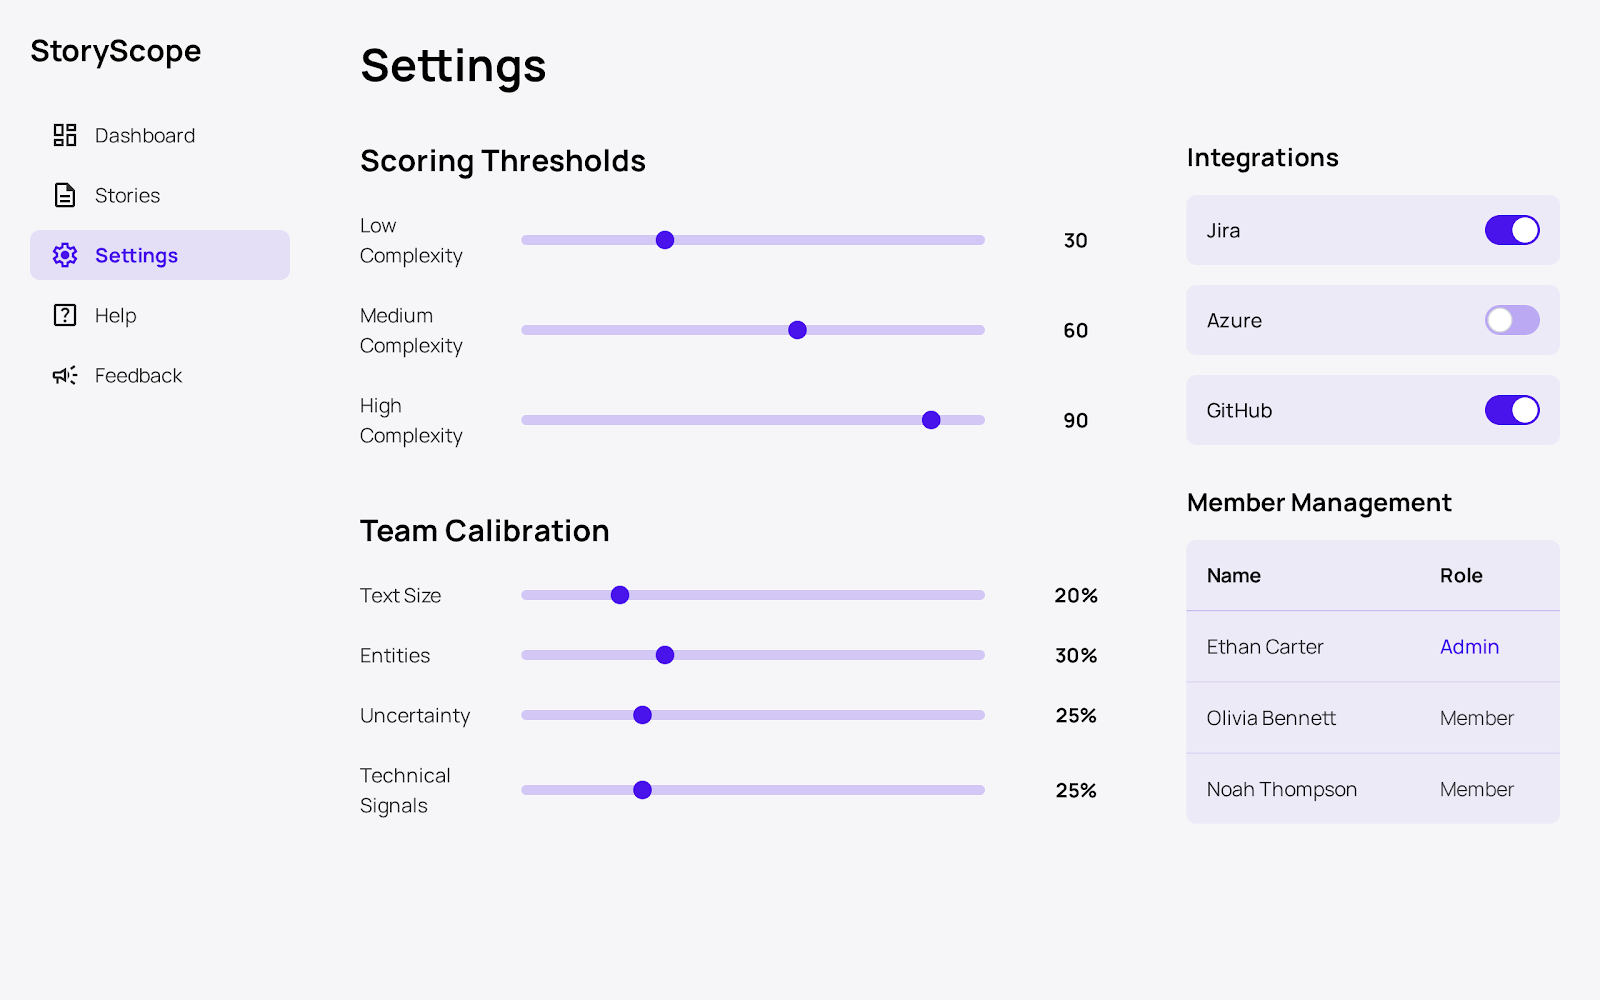 StoryScope
Dashboard
Stories
Settings
Help
Feedback
Settings
Scoring Thresholds
Low
Complexity
30
Medium
Complexity
60
High
Complexity
90
Team Calibration
Text Size
20%
Entities
30%
Uncertainty
25%
Technical
Signals
25%
Integrations
Jira
Azure
GitHub
Member Management
Name Role
Ethan Carter Admin
Olivia Bennett Member
Noah Thompson Member